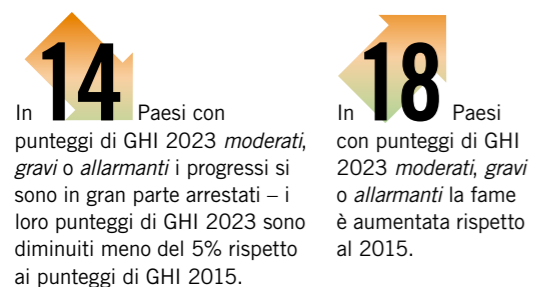 In 14 Paesi con
punteggi di GHI 2023 moderati,
gravi o allarmanti i progressi si
sono in gran parte arrestati – i
loro punteggi di GHI 2023 sono
diminuiti meno del 5% rispetto
ai punteggi di GHI 2015.
In 18 Paesi
con punteggi di GHI
2023 moderati, gravi
o allarmanti la fame
è aumentata rispetto
al 2015.